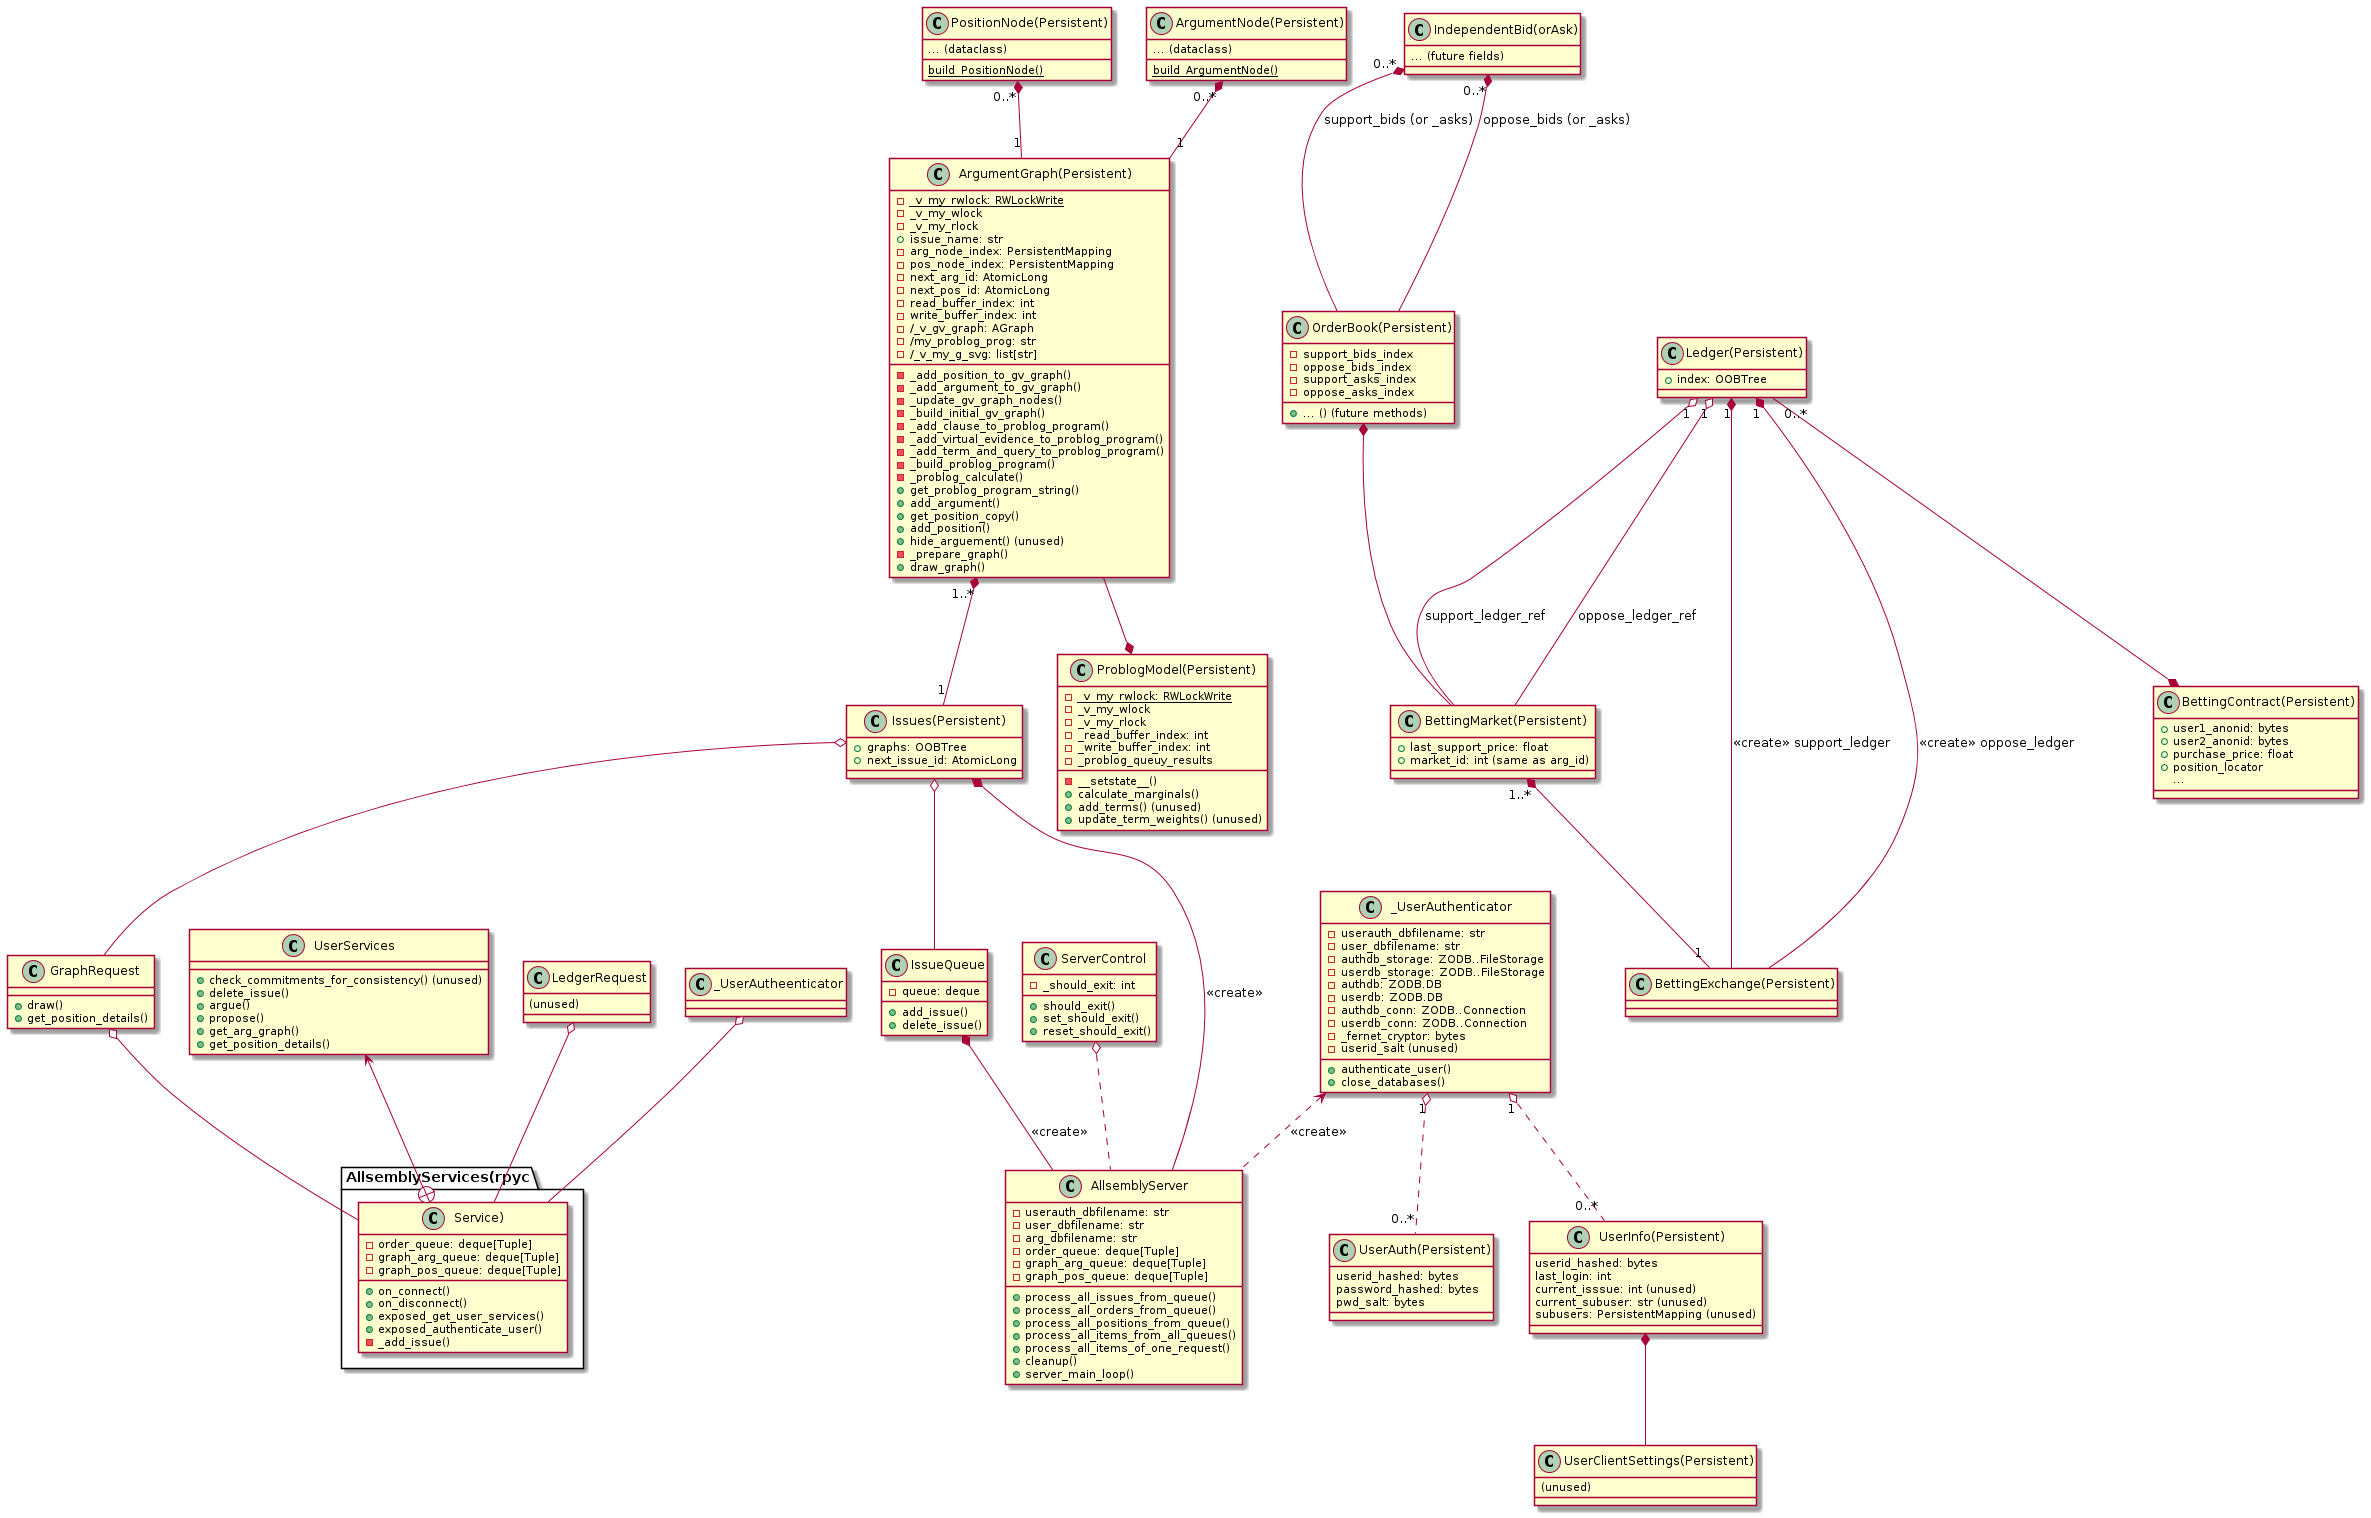 C PositionNode(Persistent)
... (dataclass)
build_PositionNode()
C ArgumentNode(Persistent)
... (dataclass)
build_ArgumentNode()
C IndependentBid(orAsk)
... (future fields)
0..*
0..*
0..*
0..*
support_bids (or _asks)
oppose_bids (or _asks)
1
1
C ArgumentGraph(Persistent)
_v_my_rwlock: RWLockWrite
_v_my_wlock
_v_my_rlock
issue_name: str
arg_node_index: PersistentMapping
pos_node_index: PersistentMapping
next_arg_id: AtomicLong
next_pos_id: AtomicLong
read_buffer_index: int
write_buffer_index: int
/_v_gv_graph: AGraph
/my_problog_prog: str
/_v_my_g_svg: list[str]
_add_position_to_gv_graph()
_add_argument_to_gv_graph()
_update_gv_graph_nodes()
_build_initial_gv_graph()
_add_clause_to_problog_program()
_add_virtual_evidence_to_problog_program()
_add_term_and_query_to_problog_program()
_build_problog_program()
_problog_calculate()
get_problog_program_string()
add_argument()
get_position_copy()
add_position()
hide_arguement() (unused)
_prepare_graph()
draw_graph()
C OrderBook(Persistent)
support_bids_index
oppose_bids_index
support_asks_index
oppose_asks_index
... () (future methods)
C Ledger(Persistent)
index: OOBTree
1
1
1
1
0..*
1..*
support_ledger_ref
oppose_ledger_ref
1
C ProblogModel(Persistent)
_v_my_rwlock: RWLockWrite
_v_my_wlock
_v_my_rlock
_read_buffer_index: int
_write_buffer_index: int
_problog_queuy_results
__setstate__()
calculate_marginals()
add_terms() (unused)
update_term_weights() (unused)
C Issues(Persistent)
graphs: OOBTree
next_issue_id: AtomicLong
C BettingMarket(Persistent)
last_support_price: float
market_id: int (same as arg_id)
1..*
«create» support_ledger
«create» oppose_ledger
C BettingContract(Persistent)
user1_anonid: bytes
user2_anonid: bytes
purchase_price: float
position_locator
...
C GraphRequest
draw()
get_position_details()
C UserServices
check_commitments_for_consistency() (unused)
delete_issue()
argue()
propose()
get_arg_graph()
get_position_details()
C LedgerRequest
(unused)
C _UserAutheenticator
C IssueQueue
queue: deque
add_issue()
delete_issue()
C ServerControl
_should_exit: int
should_exit()
set_should_exit()
reset_should_exit()
«create»
C _UserAuthenticator
userauth_dbfilename: str
user_dbfilename: str
authdb_storage: ZODB..FileStorage
userdb_storage: ZODB..FileStorage
authdb: ZODB.DB
userdb: ZODB.DB
authdb_conn: ZODB..Connection
userdb_conn: ZODB..Connection
_fernet_cryptor: bytes
userid_salt (unused)
authenticate_user()
close_databases()
1
C BettingExchange(Persistent)
«create»
«create»
1
1
0..*
0..*
AllsemblyServices(rpyc
C Service)
order_queue: deque[Tuple]
graph_arg_queue: deque[Tuple]
graph_pos_queue: deque[Tuple]
on_connect()
on_disconnect()
exposed_get_user_services()
exposed_authenticate_user()
_add_issue()
C AllsemblyServer
userauth_dbfilename: str
user_dbfilename: str
arg_dbfilename: str
order_queue: deque[Tuple]
graph_arg_queue: deque[Tuple]
graph_pos_queue: deque[Tuple]
process_all_issues_from_queue()
process_all_orders_from_queue()
process_all_positions_from_queue()
process_all_items_from_all_queues()
process_all_items_of_one_request()
cleanup()
server_main_loop()
C UserAuth(Persistent)
userid_hashed: bytes
password_hashed: bytes
pwd_salt: bytes
C UserInfo(Persistent)
userid_hashed: bytes
last_login: int
current_isssue: int (unused)
current_subuser: str (unused)
subusers: PersistentMapping (unused)
C UserClientSettings(Persistent)
(unused)